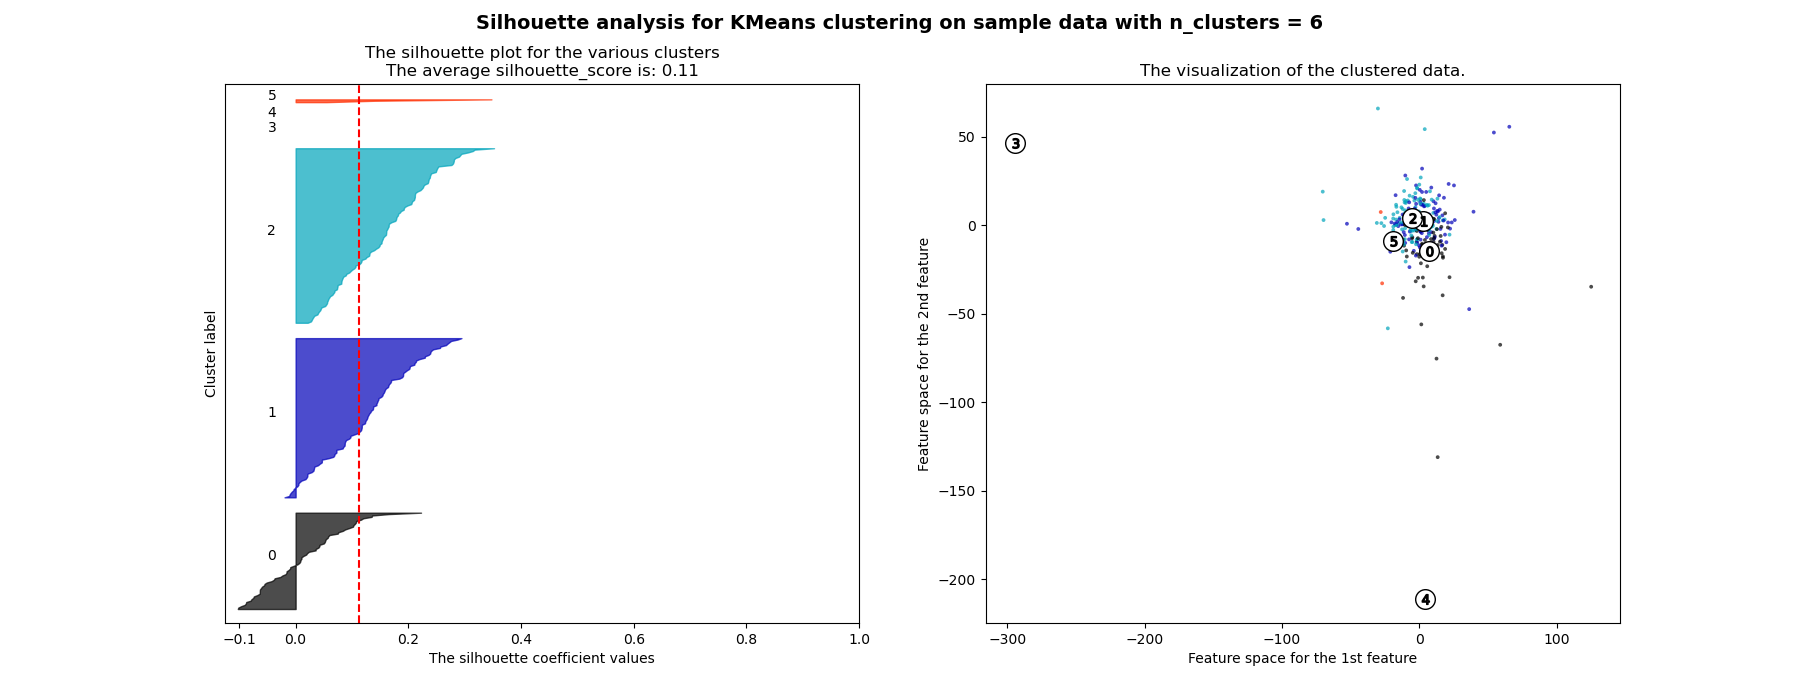 Silhouette analysis for KMeans clustering on sample data with n_clusters = 6
The silhouette plot for the various clusters
The average silhouette_score is: 0.11
5
4
3
2
1
0
Cluster label
−0.1 0.0 0.2 0.4 0.6 0.8 1.0
The silhouette coefficient values
The visualization of the clustered data.
50
0
−50
−100
−150
−200
Feature space for the 2nd feature
3
2 1
5
0
4
−300 −200 −100 0 100
Feature space for the 1st feature